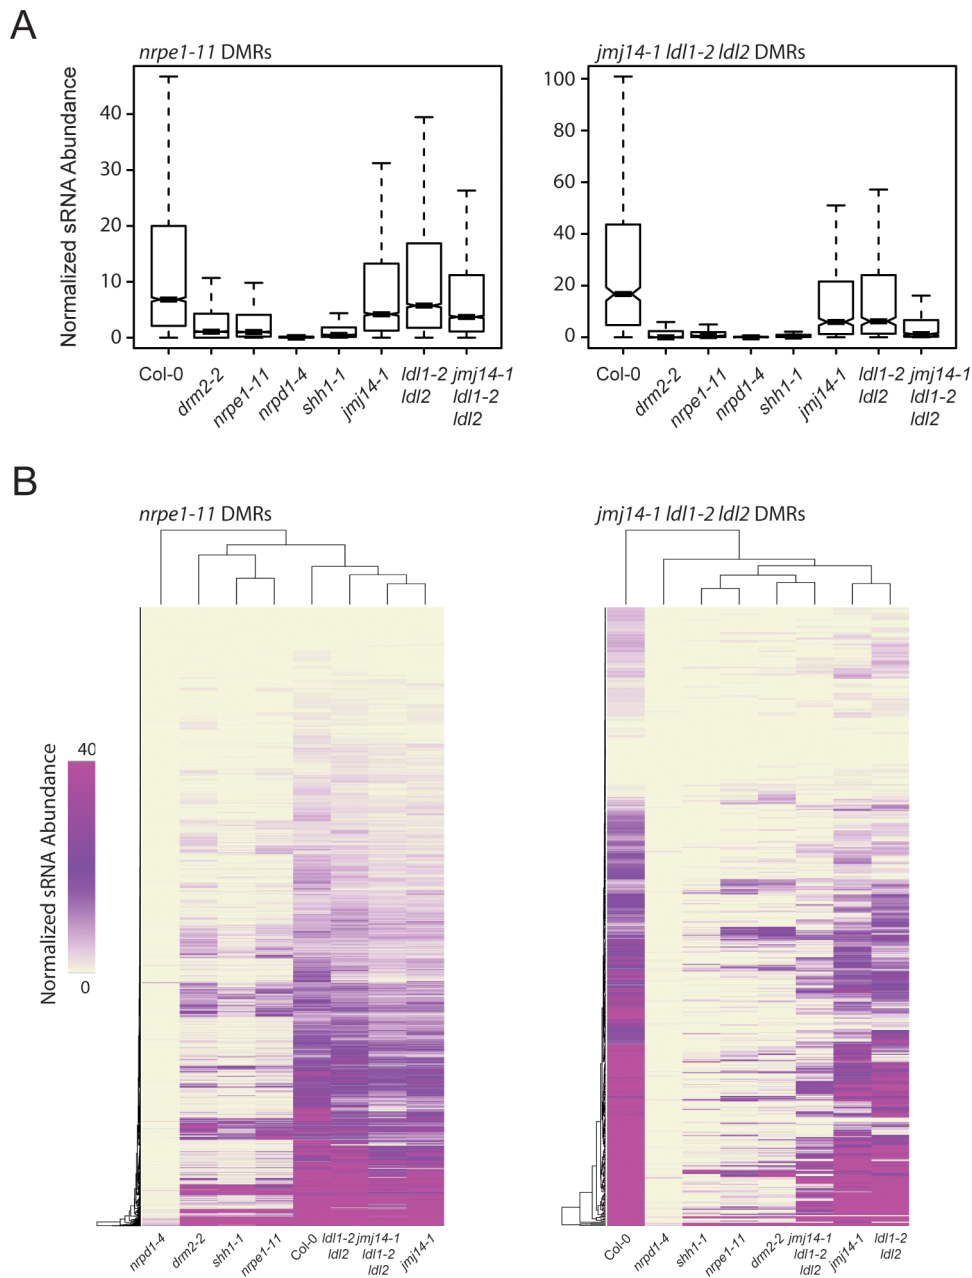 A
nrpe1-11 DMRs
jmj14-1 ldl1-2 ldl2 DMRs
Normalized sRNA Abundance
40
30
20
10
0
100
80
60
40
20
0
Col-0
drm2-2
nrpe1-11
nrpd1-4
shh1-1
jmj14-1
ldl1-2
ldl2
jmj14-1
ldl1-2
ldl2
Col-0
drm2-2
nrpe1-11
nrpd1-4
shh1-1
jmj14-1
ldl1-2
ldl2
jmj14-1
ldl1-2
ldl2
B
nrpe1-11 DMRs
jmj14-1 ldl1-2 ldl2 DMRs
Normalized sRNA Abundance
40
0
nrpd1-4
drm2-2
shh1-1
nrpe1-11
Col-0
ldl1-2
ldl2
jmj14-1
ldl1-2
ldl2
jmj14-1
Col-0
nrpd1-4
shh1-1
nrpe1-11
drm2-2
jmj14-1
ldl1-2
ldl2
jmj14-1
ldl1-2
ldl2